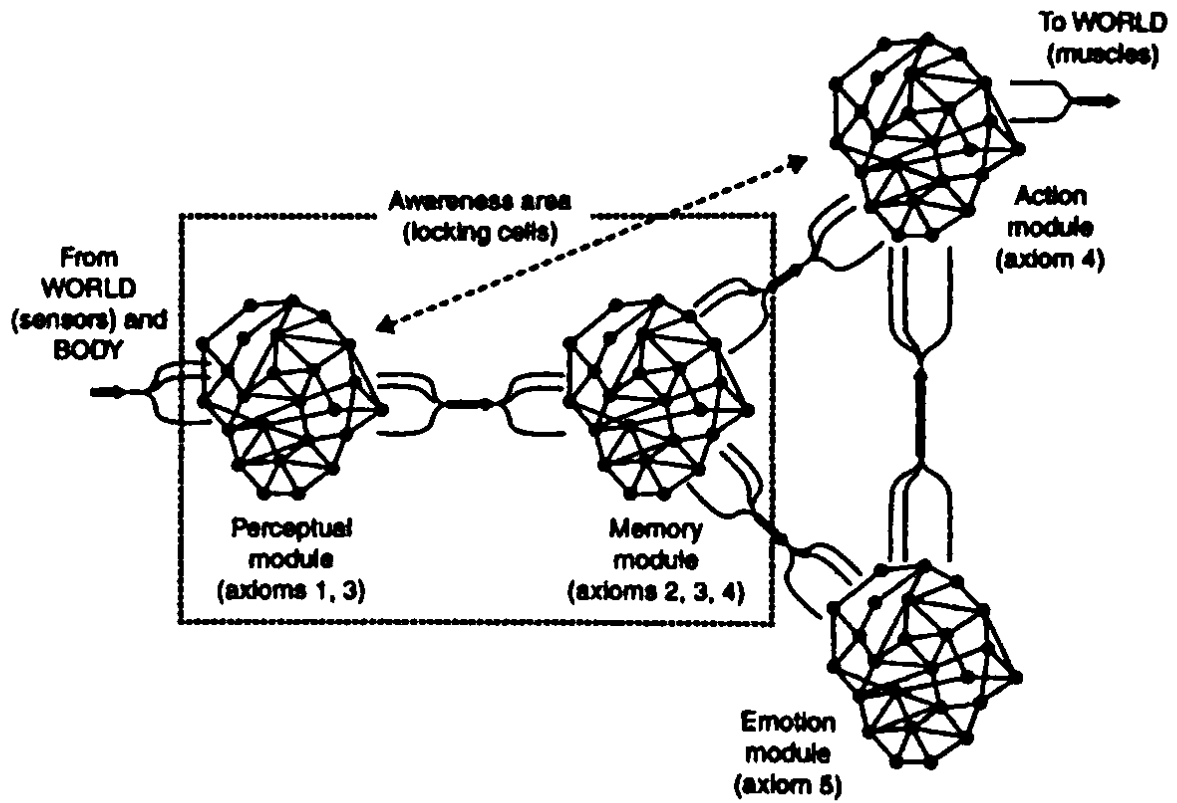 To WORLD
(muscles)
Awareness area
(locking cells)
Action
module
(axiom 4)
From
WORLD
(sensors) and
BODY
Perceptual
module
(axioms 1, 3)
Memory
module
(axioms 2, 3, 4)
Emotion
module
(axiom 5)